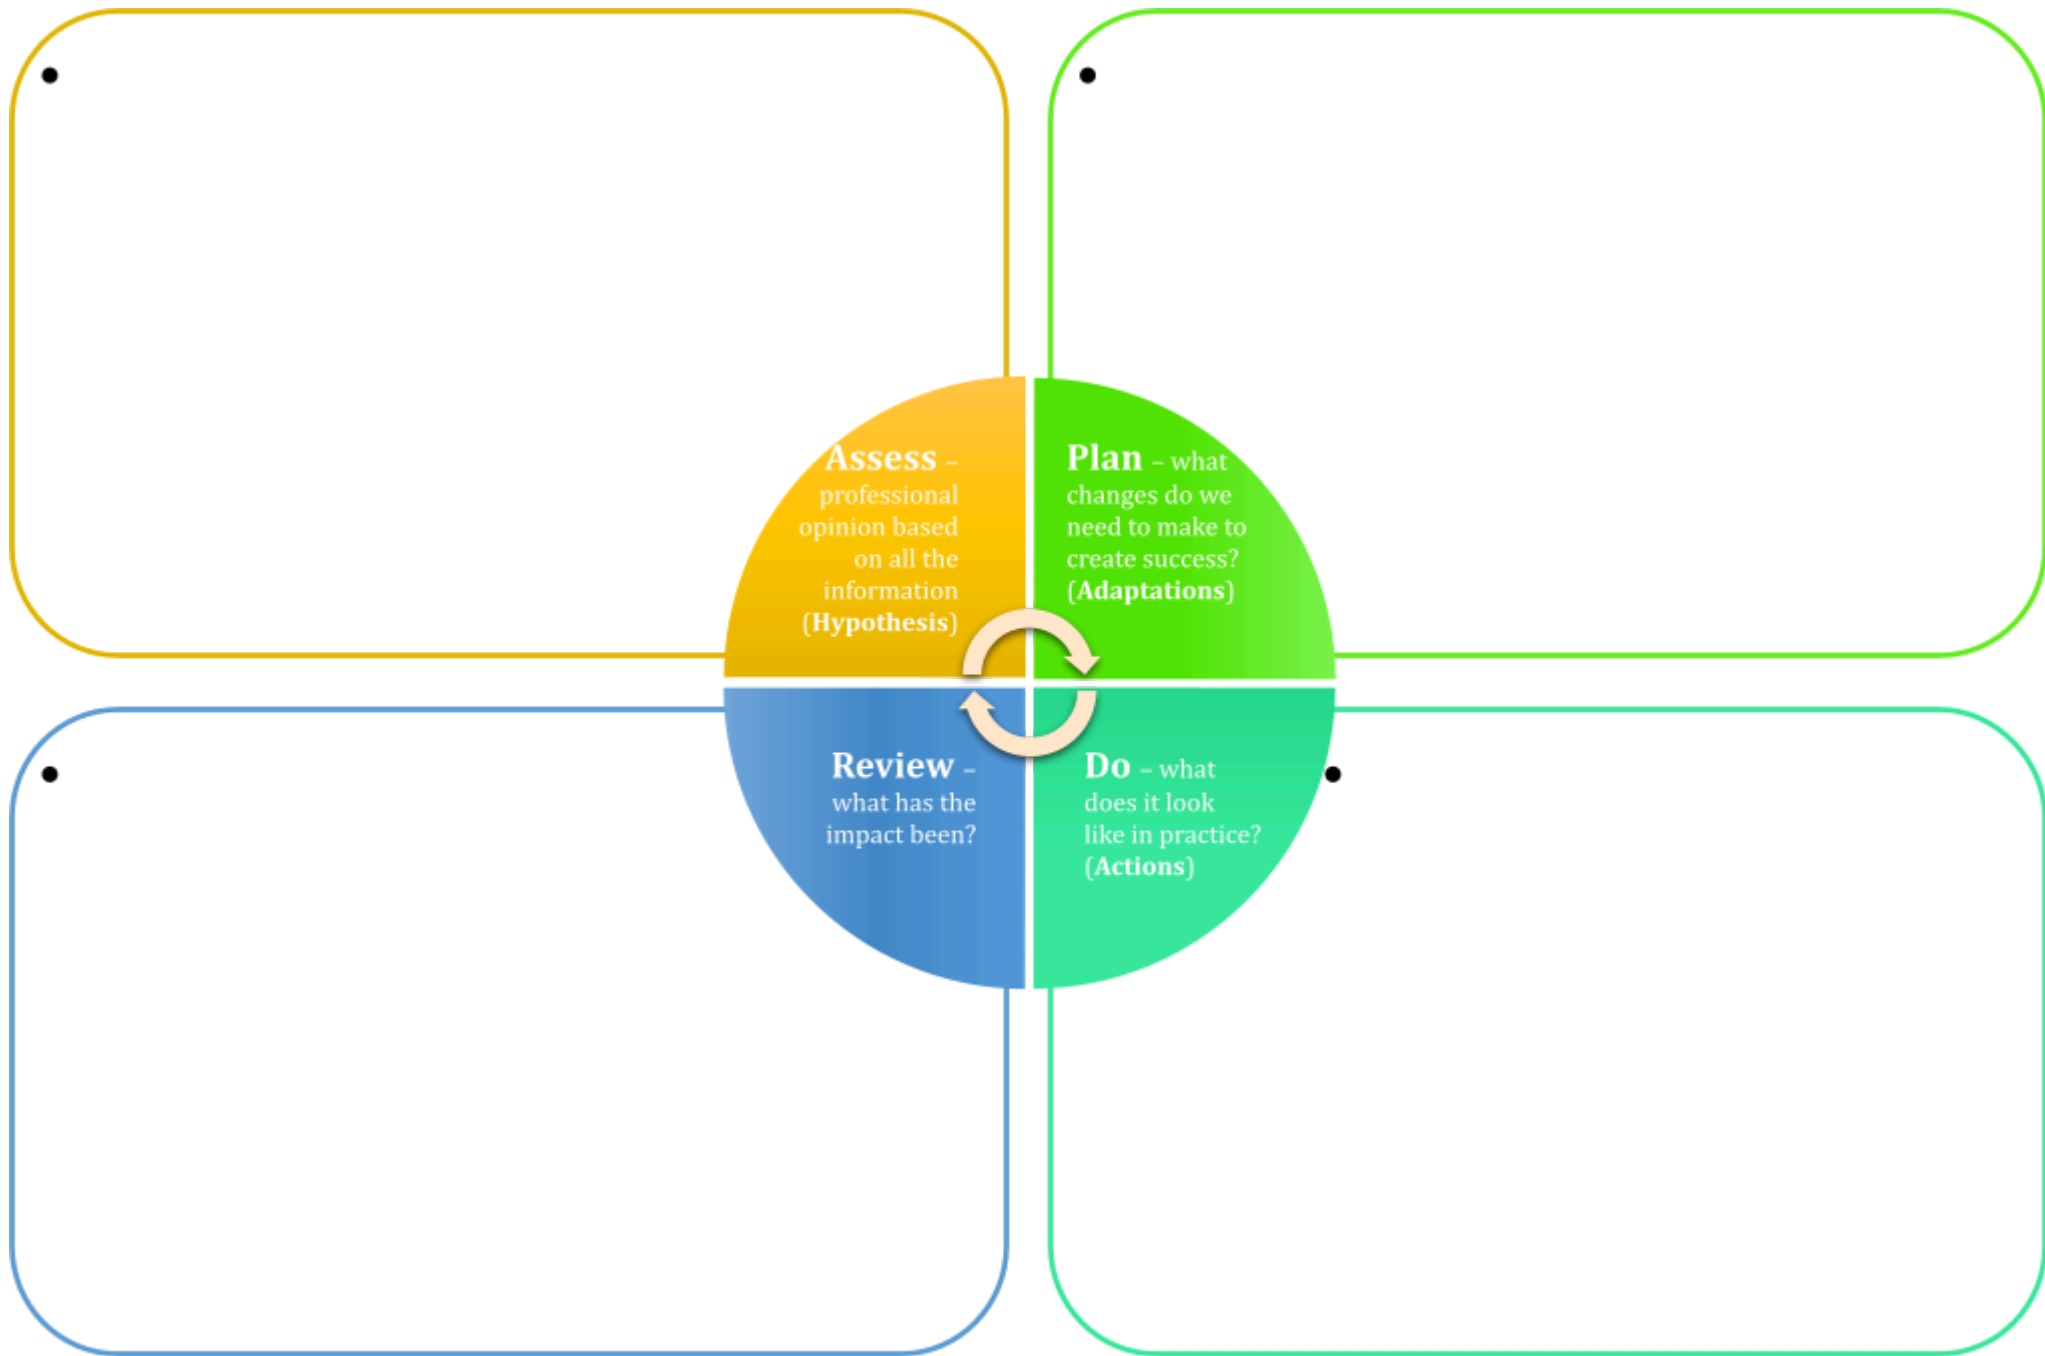 Assess –
professional
opinion based
on all the
information
(Hypothesis)
Plan – what
changes do we
need to make to
create success?
(Adaptations)
Review –
what has the
impact been?
Do – what
does it look
like in practice?
(Actions)